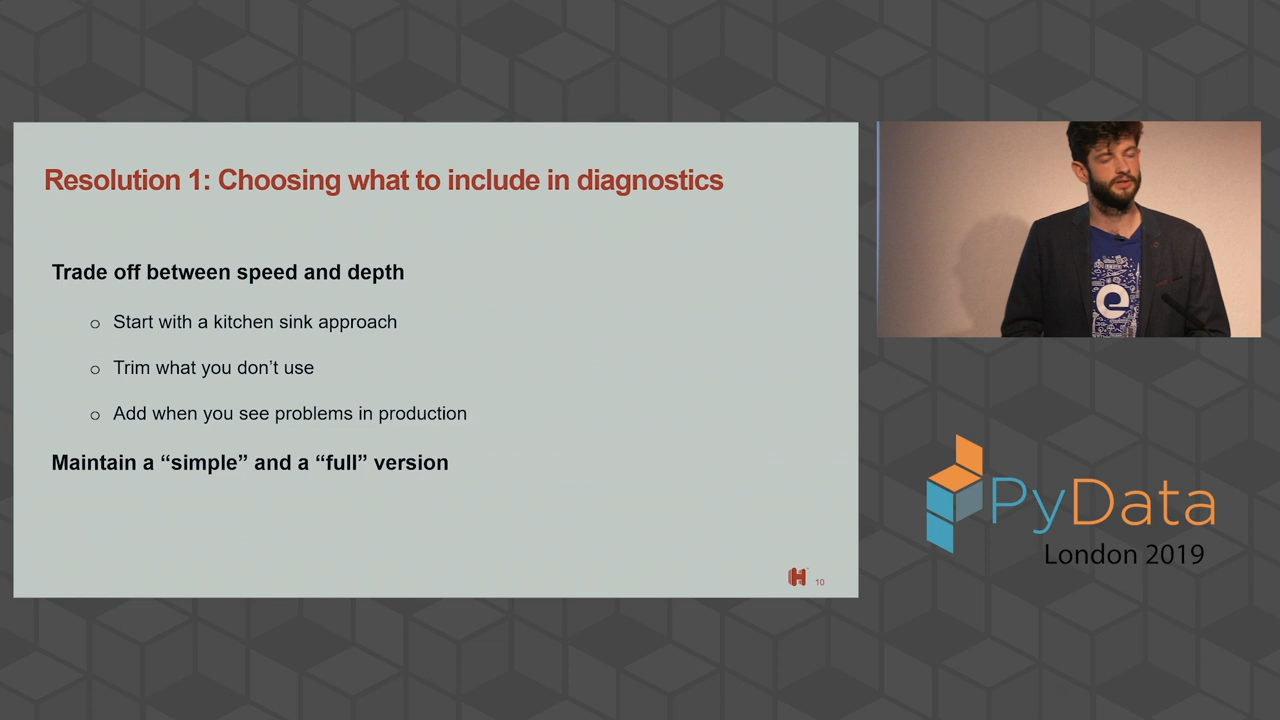 Resolution 1: Choosing what to include in diagnostics
Trade off between speed and depth
o Start with a kitchen sink approach
o Trim what you don’t use
o Add when you see problems in production
Maintain a “simple” and a “full” version
H
10
e
PyData
London 2019